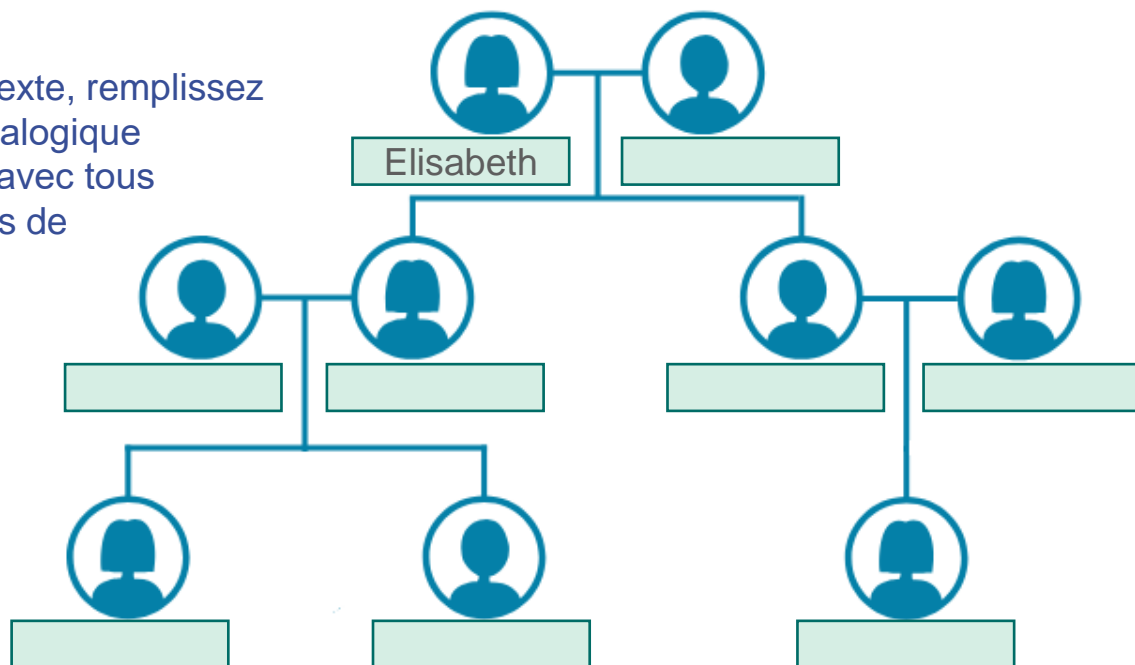 exte, remplissez
alogique
avec tous
s de
Elisabeth